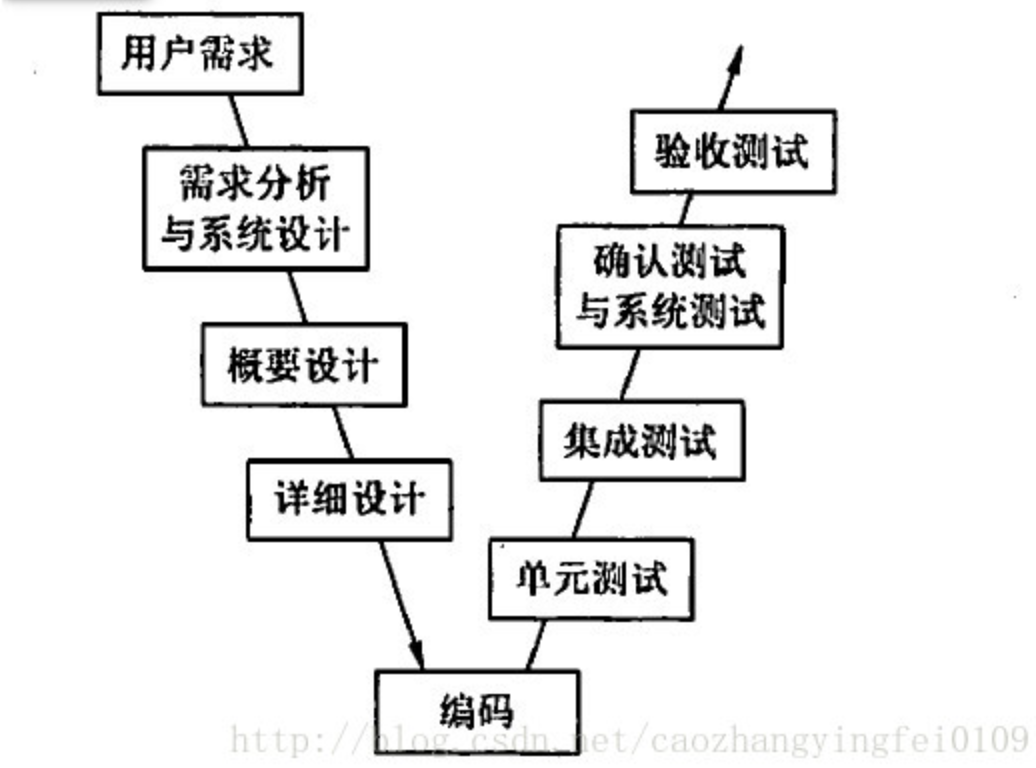 用户需求
需求分析
与系统设计
概要设计
详细设计
编码
单元测试
集成测试
确认测试
与系统测试
验收测试
http://blog.csdn.net/caozhangyingfei0109